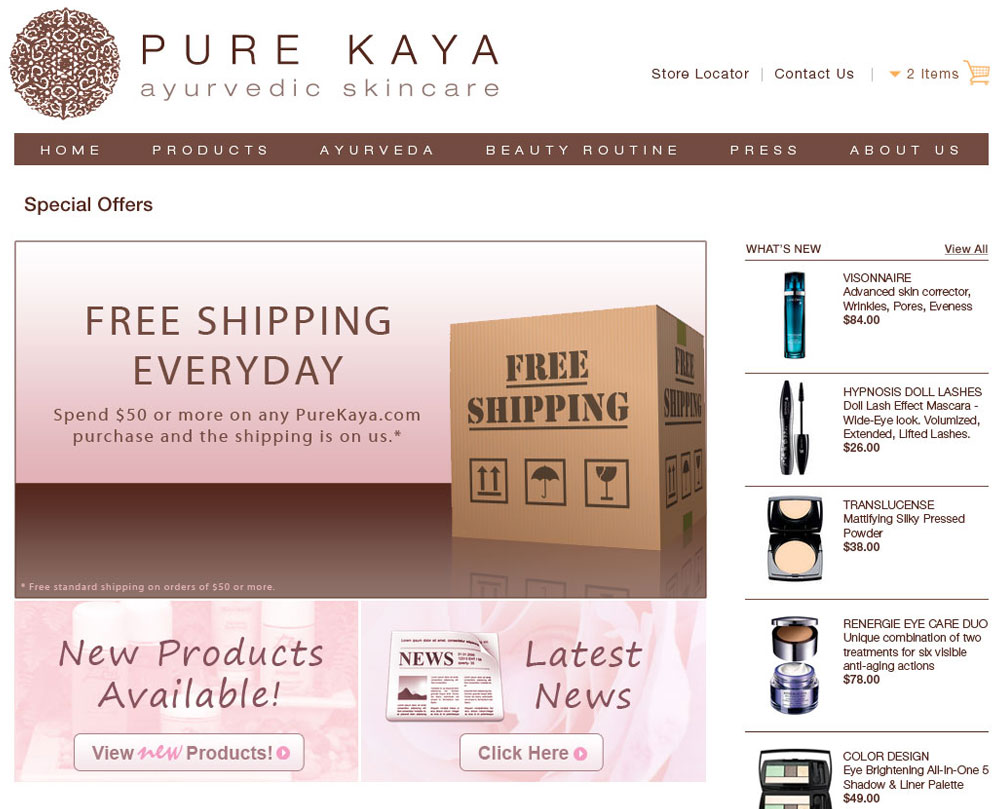 PURE KAYA
ayurvedic skincare
Store Locator | Contact Us | 2 Items
HOME PRODUCTS AYURVEDA BEAUTY ROUTINE PRESS ABOUT US
Special Offers
FREE SHIPPING
EVERYDAY
Spend $50 or more on any PureKaya.com
purchase and the shipping is on us.*
FREE
SHIPPING
FREE
SHIPPING
* Free standard shipping on orders of $50 or more.
New Products
Available!
View new Products!
NEWS
Latest
News
Click Here
WHAT'S NEW View All
VISONNAIRE
Advanced skin corrector,
Wrinkles, Pores, Eveness
$84.00
HYPNOSIS DOLL LASHES
Doll Lash Effect Mascara -
Wide-Eye look. Volumized,
Extended, Lifted Lashes.
$26.00
TRANSLUCENSE
Mattifying Silky Pressed
Powder
$38.00
RENERGIE EYE CARE DUO
Unique combination of two
treatments for six visible
anti-aging actions
$78.00
COLOR DESIGN
Eye Brightening All-In-One 5
Shadow & Liner Palette
$49.00